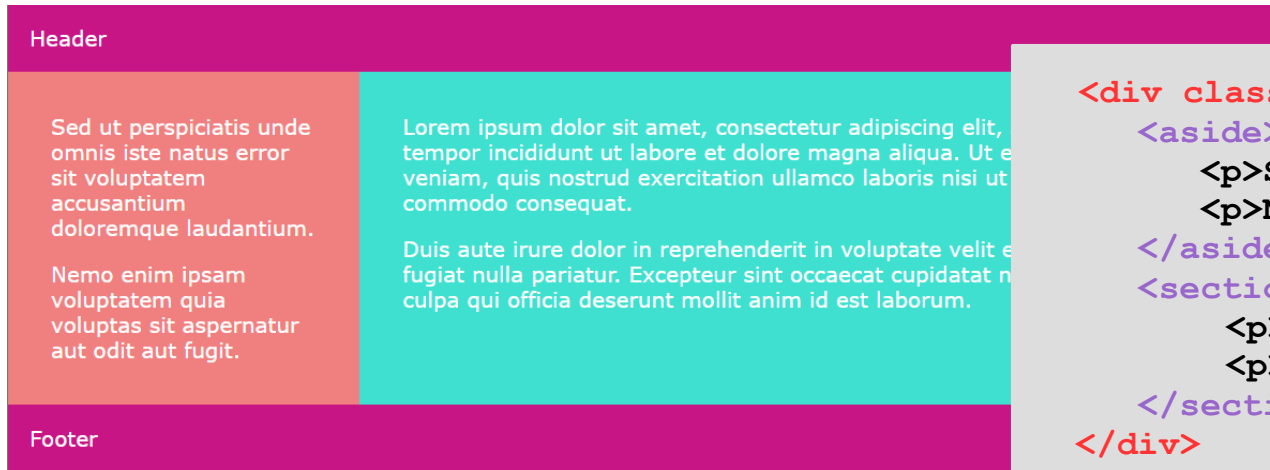 Header
Sed ut perspiciatis unde
omnis iste natus error
sit voluptatem
accusantium
doloremque laudantium.
Nemo enim ipsam
voluptatem quia
voluptas sit aspernatur
aut odit aut fugit.
Lorem ipsum dolor sit amet, consectetur adipiscing elit,
tempor incididunt ut labore et dolore magna aliqua. Ut e
veniam, quis nostrud exercitation ullamco laboris nisi ut
commodo consequat.
Duis aute irure dolor in reprehenderit in voluptate velit e
fugiat nulla pariatur. Excepteur sint occaecat cupidatat n
culpa qui officia deserunt mollit anim id est laborum.
Footer
<div clas
<aside>
<p>S
<p>N
</aside
<sectio
<p>
<p>
</secti
</div>